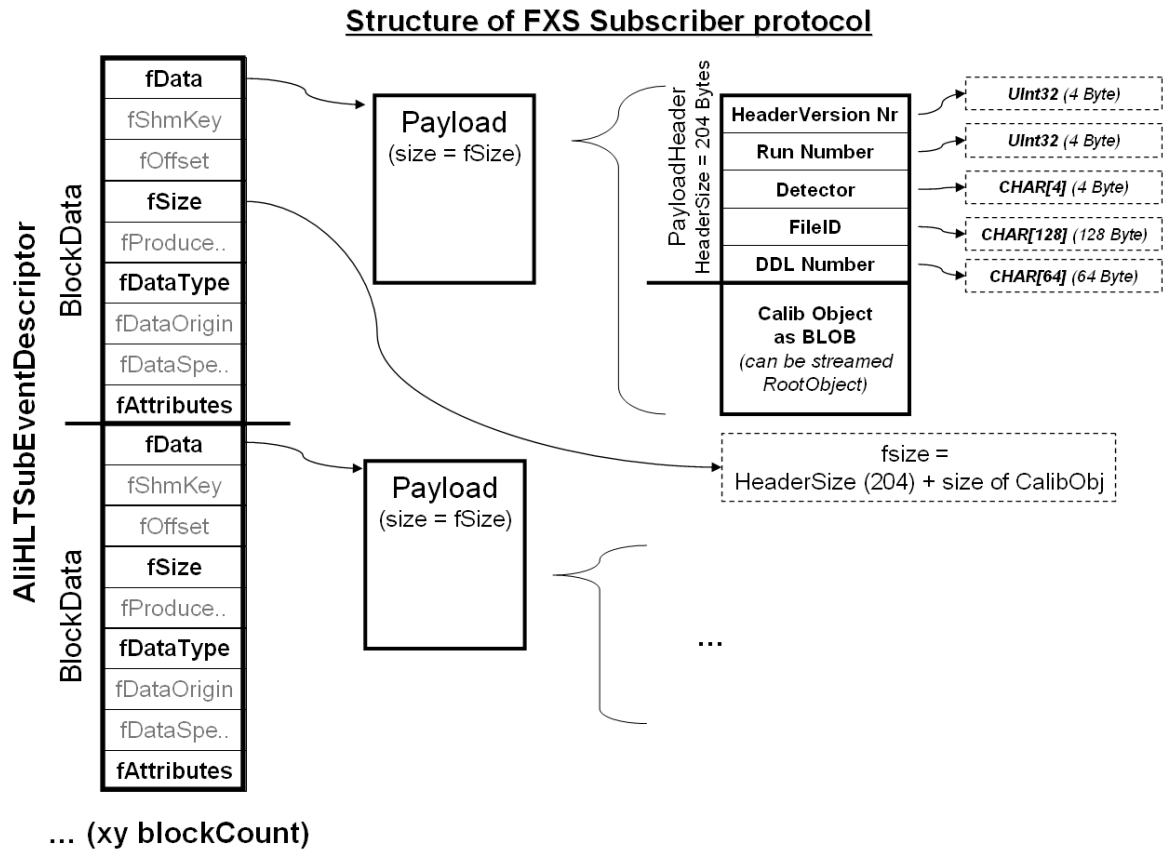 Structure of FXS Subscriber protocol
AliHLTSubEventDescriptor
BlockData
fData
fShmKey
fOffset
fSize
fProduce..
fDataType
fDataOrigin
fDataSpe..
fAttributes
BlockData
fData
fShmKey
fOffset
fSize
fProduce..
fDataType
fDataOrigin
fDataSpe..
fAttributes
... (xy blockCount)
Payload
(size = fSize)
Payload
(size = fSize)
PayloadHeader
HeaderSize = 204 Bytes
HeaderVersion Nr
Run Number
Detector
FileID
DDL Number
Calib Object
as BLOB
(can be streamed
RootObject)
UInt32 (4 Byte)
UInt32 (4 Byte)
CHAR[4] (4 Byte)
CHAR[128] (128 Byte)
CHAR[64] (64 Byte)
fsize =
HeaderSize (204) + size of CalibObj
...